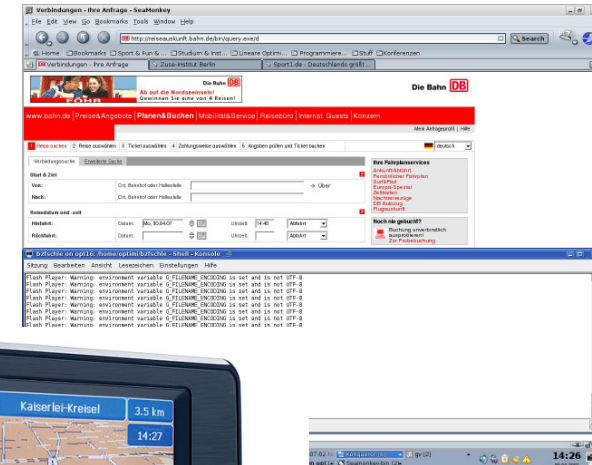 Verbindungen - Ihre Anfrage - SeaMonkey
File Edit View Go Bookmarks Tools Window Help
http://reiseauskunft.bahn.de/bin/query.exe/d
Search
Home Bookmarks Sport & Fun & ... Studium & Inst... Lineare Optimi... Programmiere... Stuff Konferenzen
Verbindungen - Ihre Anfrage Zuse-Institut Berlin Sport1.de - Deutschlands größt...
Die Bahn DB
Ab auf die Nordseeinseln!
Gewinnen Sie eine von 4 Reisen!
FÖHR
Die Bahn DB
www.bahn.de Preise&Angebote Planen&Buchen Mobilität&Service Reisebüro Internat. Guests Konzern
Mein Anfrageprofil Hilfe
1 Reise suchen 2 Reise auswählen 3 Ticket auswählen 4 Zahlungsweise auswählen 5 Angaben prüfen und Ticket buchen
deutsch
Verbindungssuche Erweiterte Suche
Start & Ziel
Von: Ort, Bahnhof oder Haltestelle → Über
Nach: Ort, Bahnhof oder Haltestelle
Reisedatum und -zeit
Hinfahrt: Datum: Mo, 30.04.07 Uhrzeit: 14:40 Abfahrt
Rückfahrt: Datum: Uhrzeit: Abfahrt
Ihre Fahrplanservices
Ankunft/Abfahrt
Persönlicher Fahrplan
Surf&Rail
Europa-Spezial
Zeitkarten
Nachtreisezüge
DB Autozug
Flugauskunft
Noch nie gebucht?
Buchung unverbindlich
ausprobieren!
Zur Probebuchung
bzfschle on opt16: /home/optimi/bzfschle - Shell - Konsole
Sitzung Bearbeiten Ansicht Lesezeichen Einstellungen Hilfe
Flash Player: Warning: environment variable G_FILENAME_ENCODING is set and is not UTF-8
Flash Player: Warning: environment variable G_FILENAME_ENCODING is set and is not UTF-8
Flash Player: Warning: environment variable G_FILENAME_ENCODING is set and is not UTF-8
Flash Player: Warning: environment variable G_FILENAME_ENCODING is set and is not UTF-8
Flash Player: Warning: environment variable G_FILENAME_ENCODING is set and is not UTF-8
Flash Player: Warning: environment variable G_FILENAME_ENCODING is set and is not UTF-8
Flash Player: Warning: environment variable G_FILENAME_ENCODING is set and is not UTF-8
Kaiserlei-Kreisel 3.5 km
14:27
gv (2)
14:26